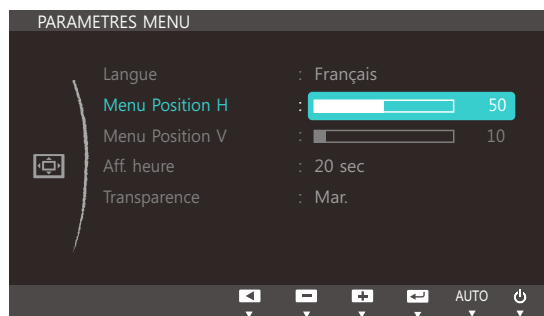 PARAMETRES MENU
Langue : Français
Menu Position H : 50
Menu Position V : 10
Aff. heure : 20 sec
Transparence : Mar.
AUTO